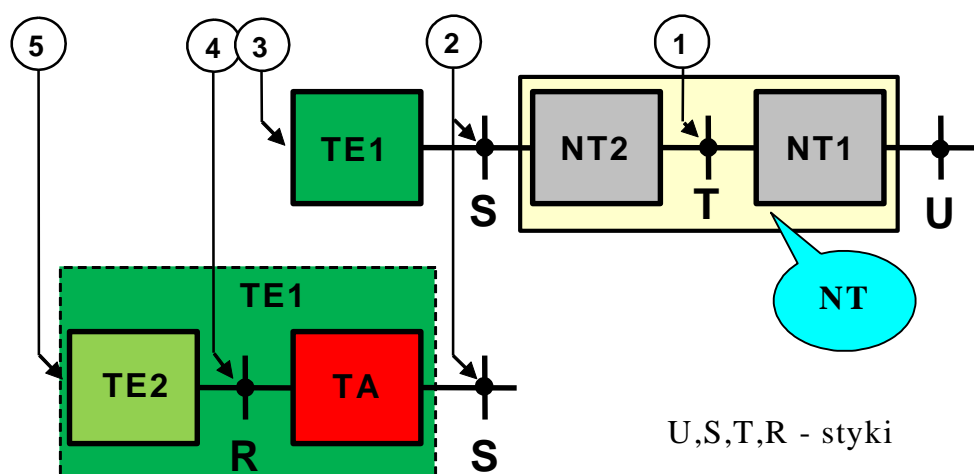 5 4 3 2 1
TE1 NT2 NT1
S T U
NT
TE1
TE2 TA
R S
U,S,T,R - styki